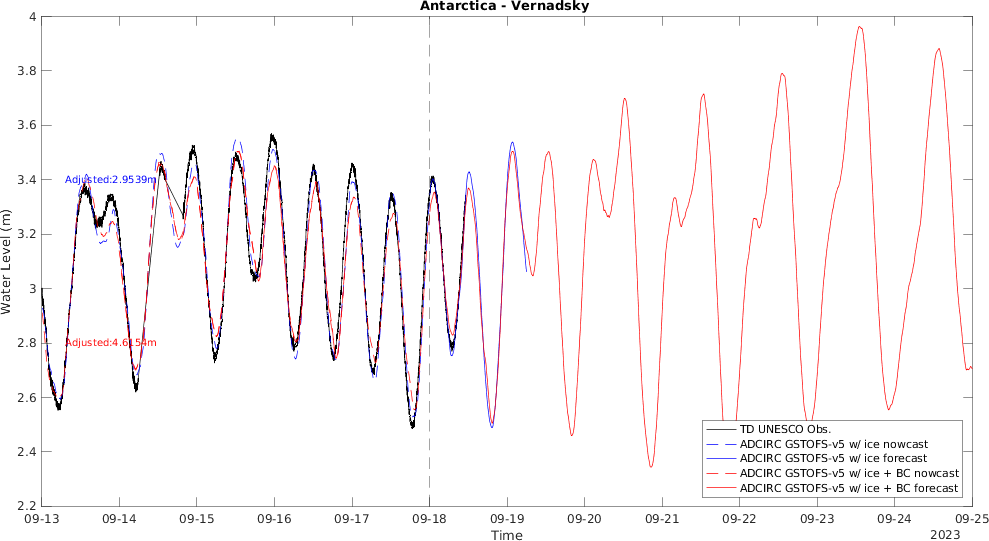 Antarctica - Vernadsky
4
3.8
3.6
3.4
3.2
3
2.8
2.6
2.4
2.2
Water Level (m)
Adjusted:2.9539m
Adjusted:4.6154m
TD UNESCO Obs.
ADCIRC GSTOFS-v5 w/ ice nowcast
ADCIRC GSTOFS-v5 w/ ice forecast
ADCIRC GSTOFS-v5 w/ ice + BC nowcast
ADCIRC GSTOFS-v5 w/ ice + BC forecast
09-13 09-14 09-15 09-16 09-17 09-18 09-19 09-20 09-21 09-22 09-23 09-24 09-25
Time
2023